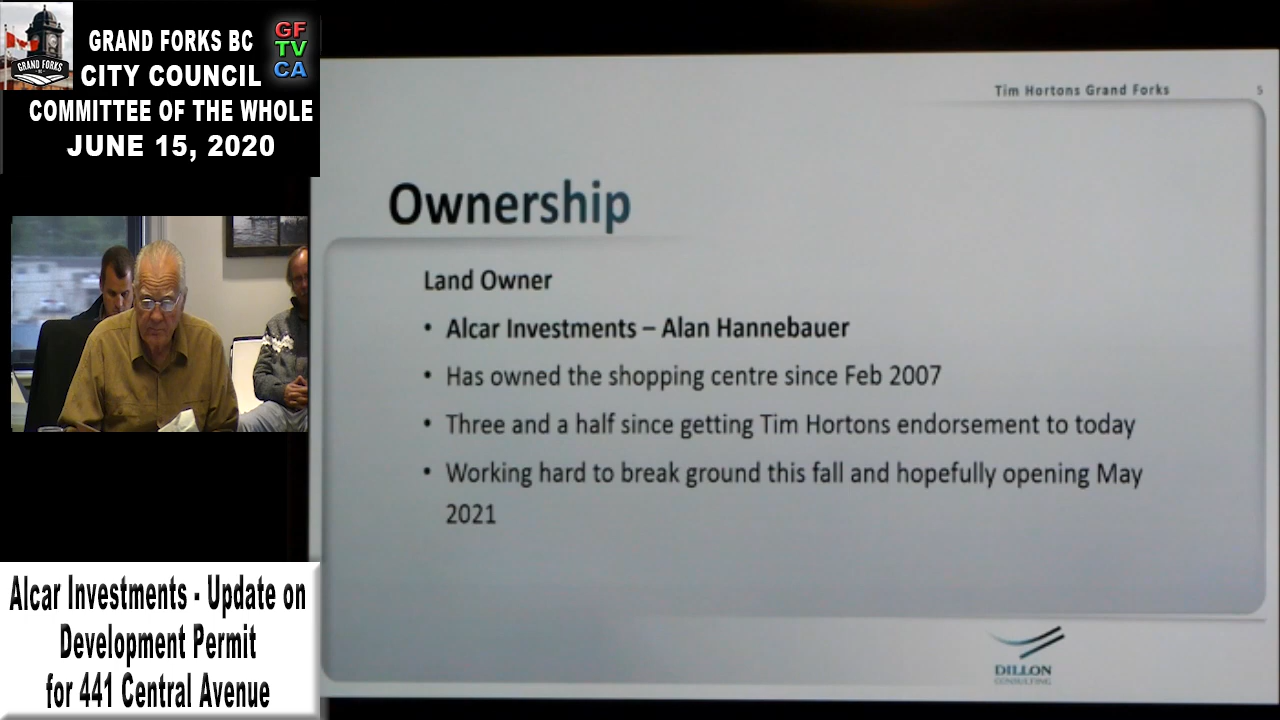 GRAND FORKS BC
CITY COUNCIL
COMMITTEE OF THE WHOLE
JUNE 15, 2020
GF
TV
CA
GRAND FORKS
Tim Hortons Grand Forks
5
Ownership
Land Owner
• Alcar Investments – Alan Hannebauer
• Has owned the shopping centre since Feb 2007
• Three and a half since getting Tim Hortons endorsement to today
• Working hard to break ground this fall and hopefully opening May
2021
DILLON
CONSULTING
Alcar Investments - Update on
Development Permit
for 441 Central Avenue